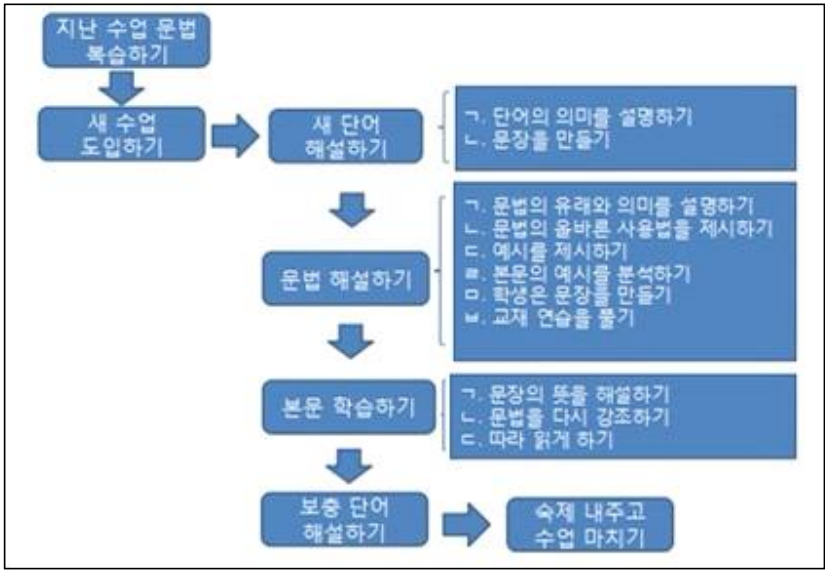 지난 수업 문법
복습하기
새 수업
도입하기
새 단어
해설하기
ㄱ. 단어의 의미를 설명하기
ㄴ. 문장을 만들기
문법 해설하기
ㄱ. 문법의 유래와 의미를 설명하기
ㄴ. 문법의 올바른 사용법을 제시하기
ㄷ. 예시를 제시하기
ㄹ. 본문의 예시를 분석하기
ㅁ. 학생은 문장을 만들기
ㅂ. 교재 연습을 풀기
본문 학습하기
ㄱ. 문장의 뜻을 해설하기
ㄴ. 문법을 다시 강조하기
ㄷ. 따라 읽게 하기
보충 단어
해설하기
숙제 내주고
수업 마치기